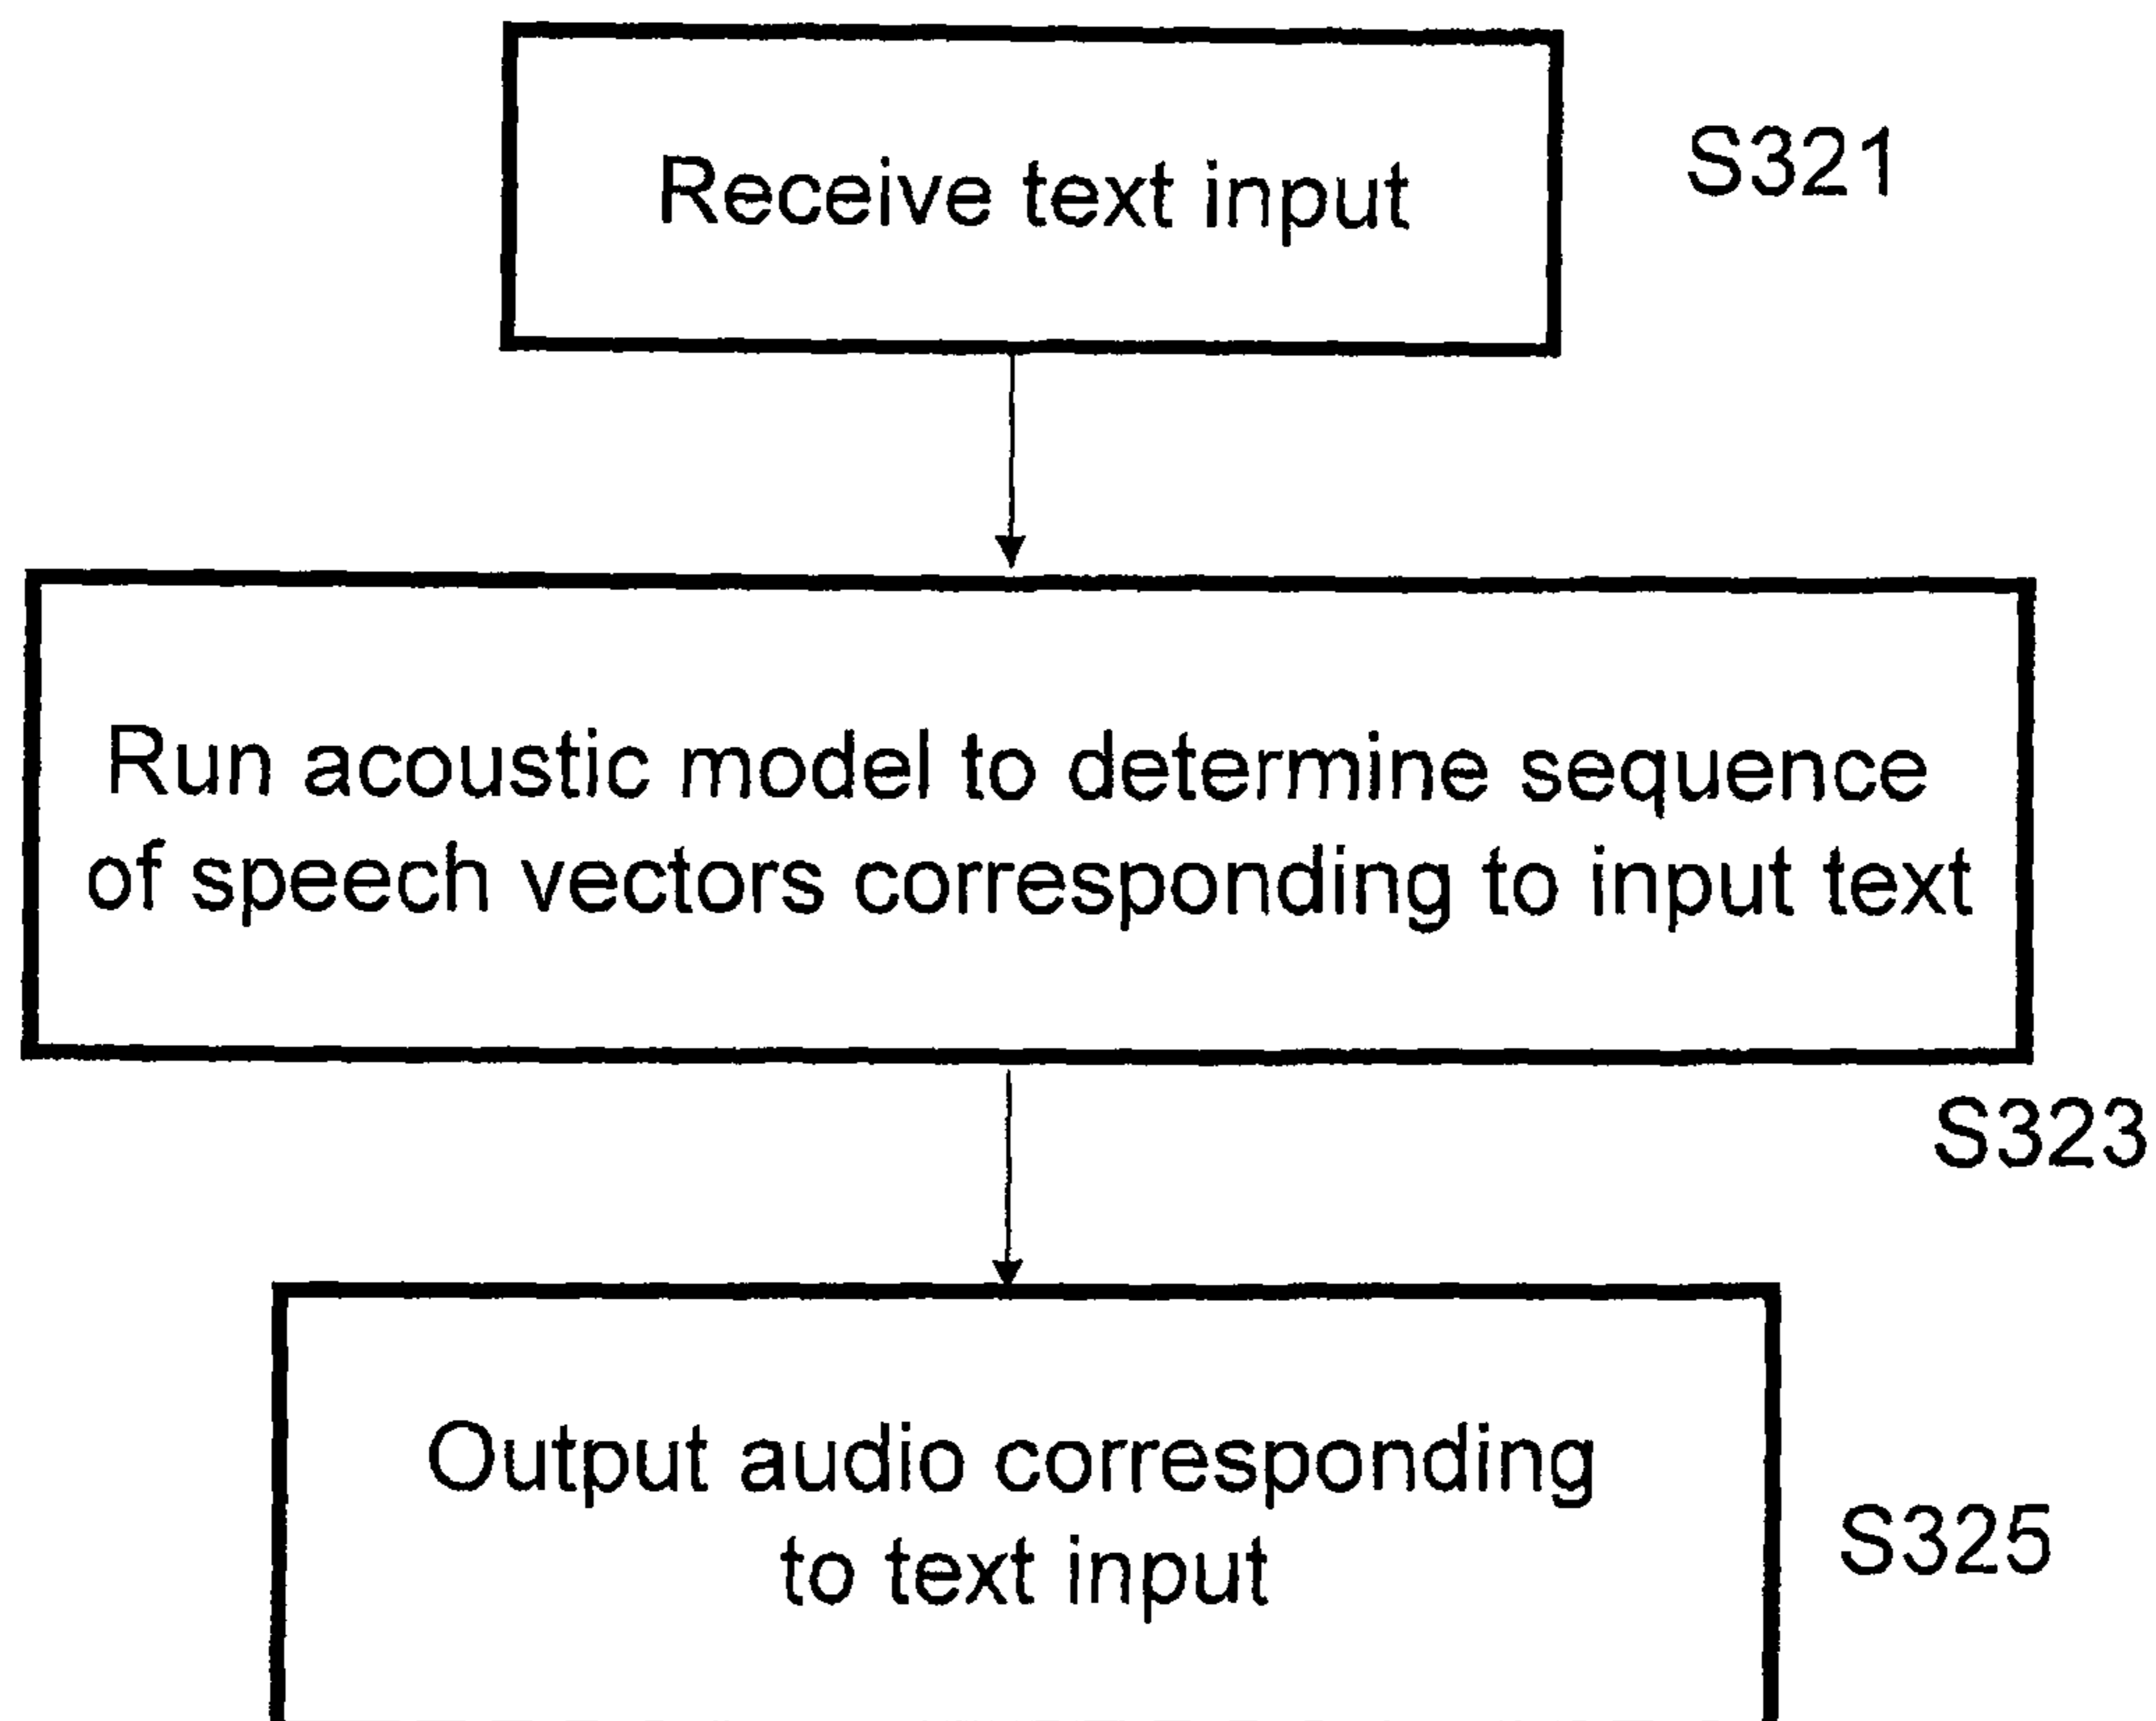 Receive text input
S321
Run acoustic model to determine sequence
of speech vectors corresponding to input text
S323
Output audio corresponding
to text input
S325